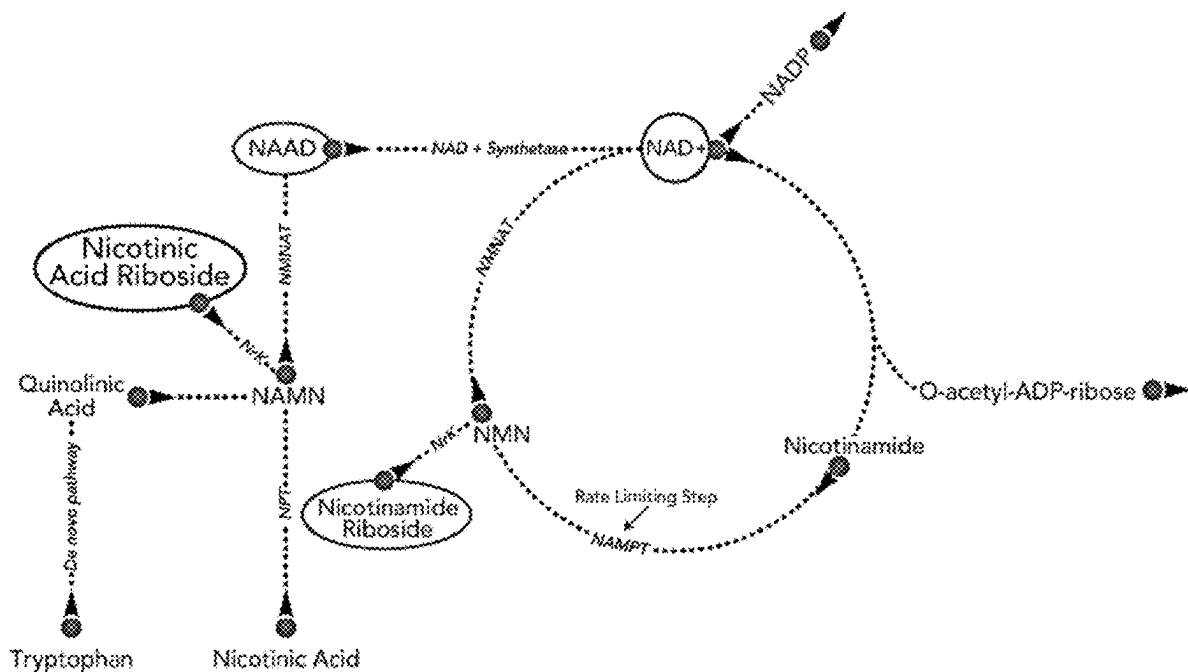 NADP
NAAD
NAD + Synthetase
NAD+
NMNAT
NMNAT
Nicotinic
Acid Riboside
NrK
Quinolinic
Acid
NAMN
O-acetyl-ADP-ribose
NrK
NMN
Nicotinamide
De novo pathway
NPT
Nicotinamide
Riboside
Rate Limiting Step
NAMPT
Tryptophan
Nicotinic Acid